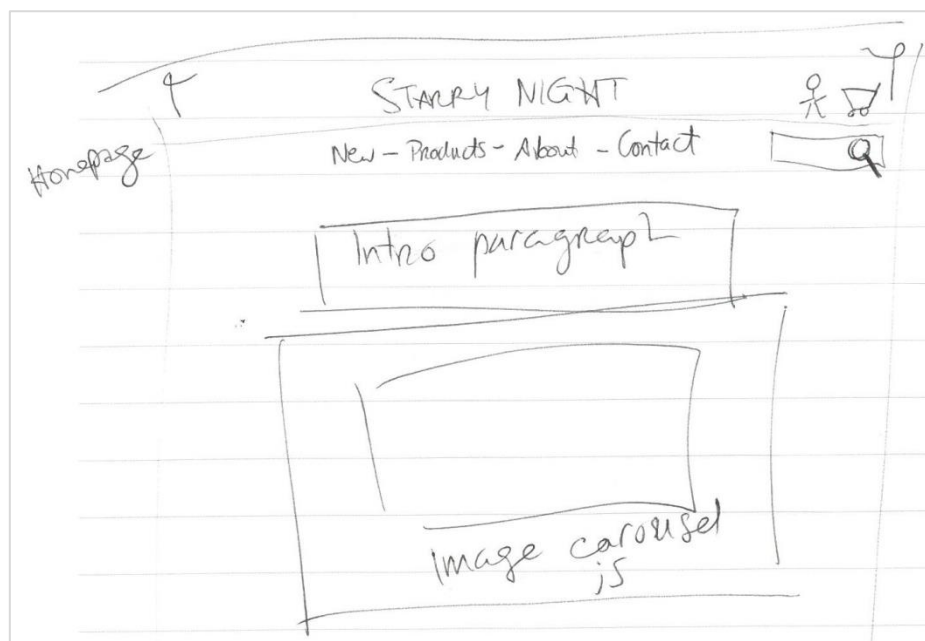 STARRY NIGHT
Homepage
New - Products - About - Contact
Intro paragraph
Image carousel
js